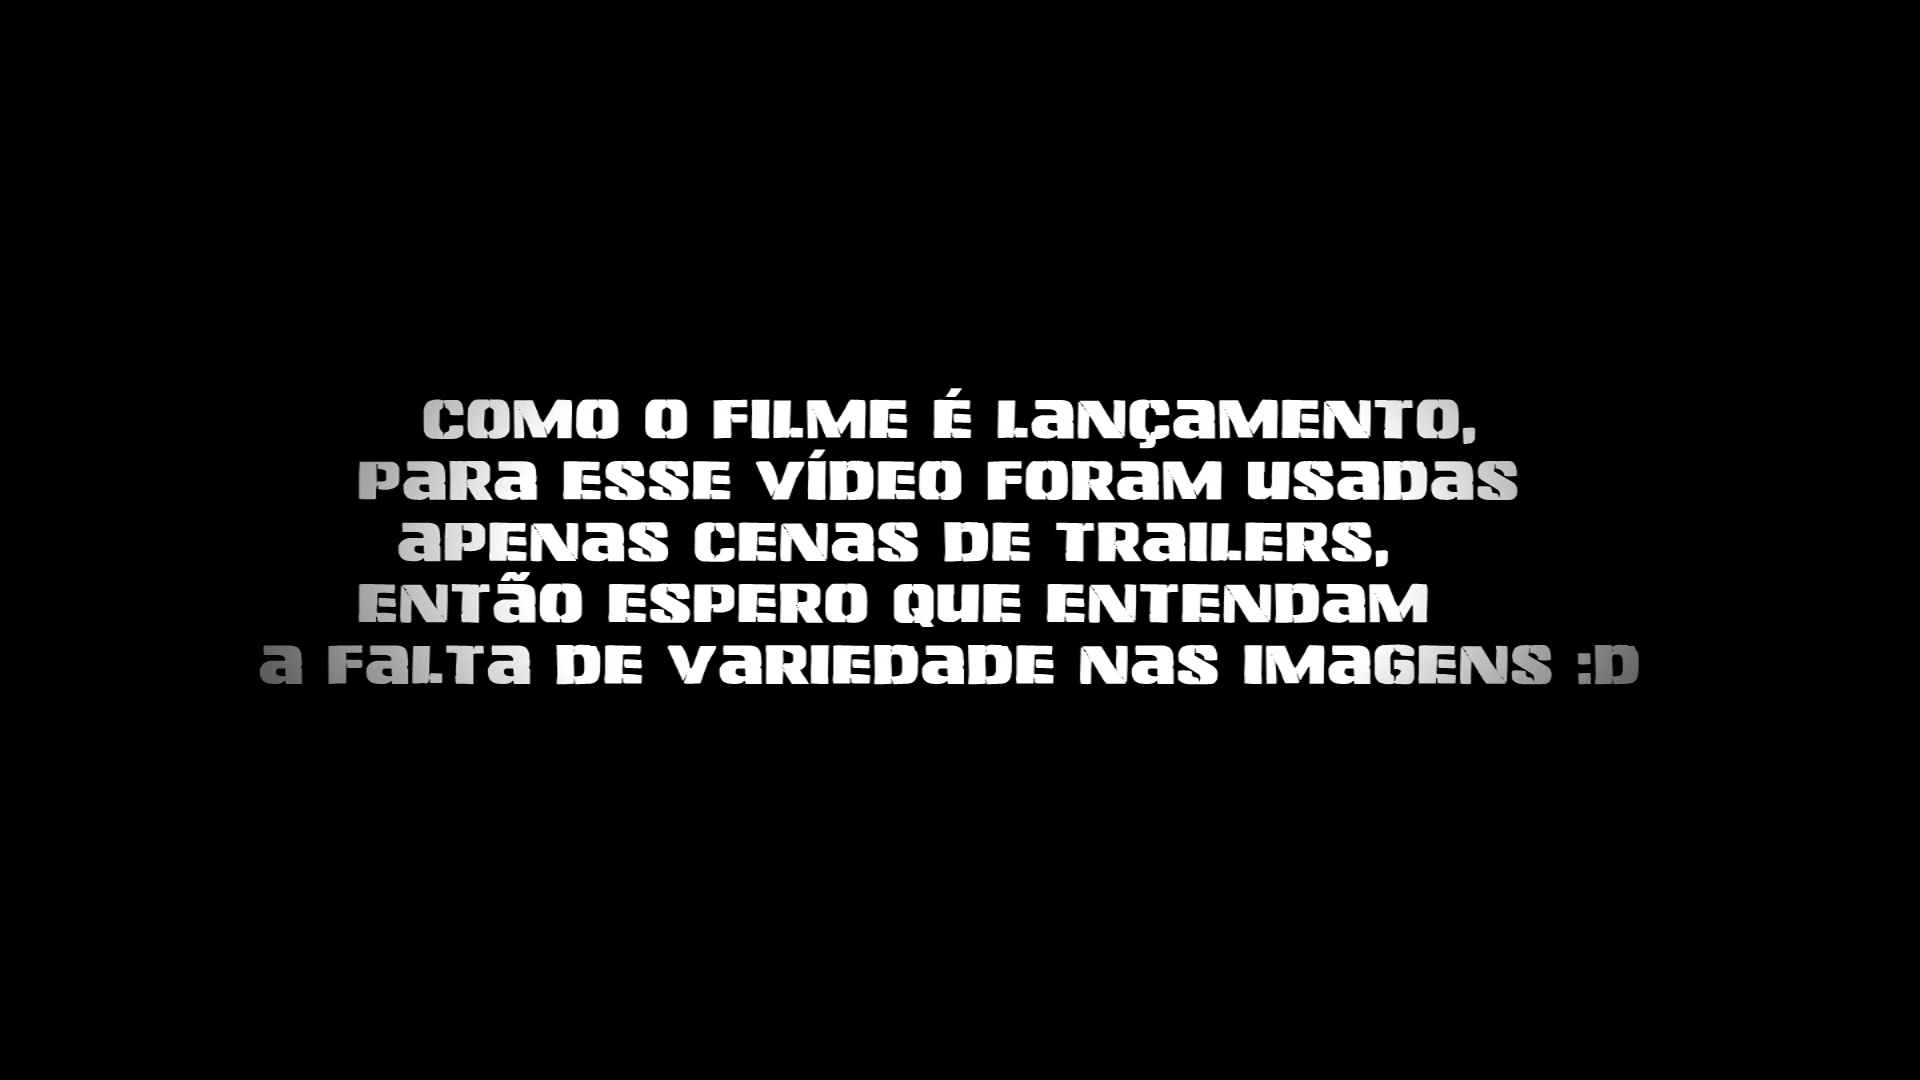 COMO O FILME É LANÇAMENTO,
PARA ESSE VÍDEO FORAM USADAS
APENAS CENAS DE TRAILERS,
ENTÃO ESPERO QUE ENTENDAM
A FALTA DE VARIEDADE NAS IMAGENS :D